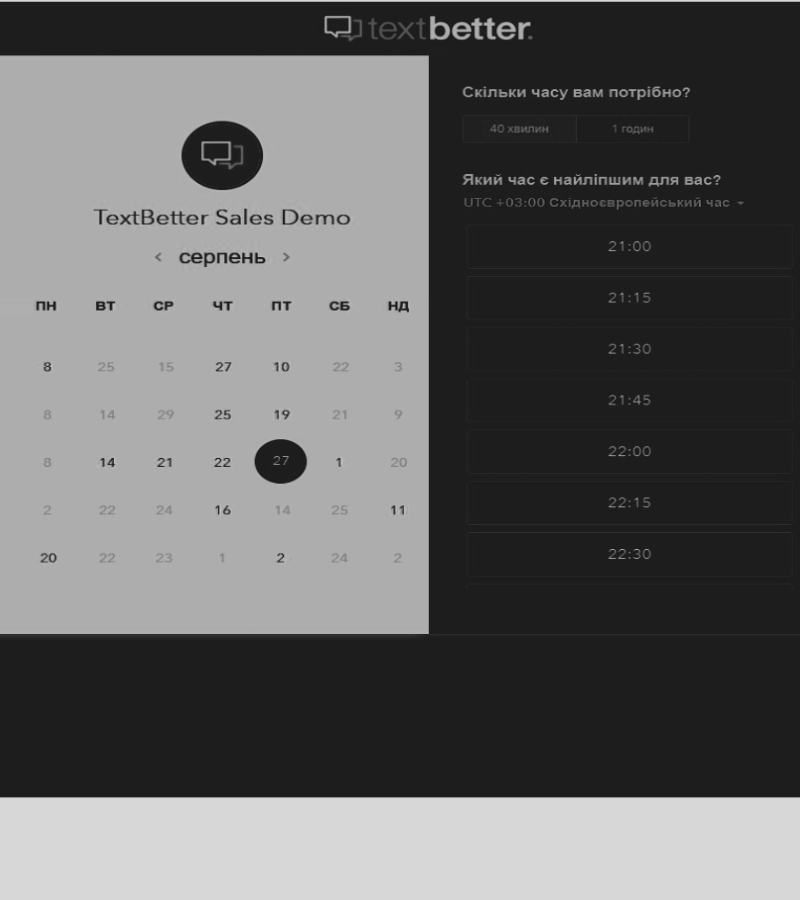 textbetter.
TextBetter Sales Demo
< серпень >
ПН ВТ СР ЧТ ПТ СБ НД
8 25 15 27 10 22 3
8 14 29 25 19 21 9
8 14 21 22 27 1 20
2 22 24 16 14 25 11
20 22 23 1 2 24 2
Скільки часу вам потрібно?
40 хвилин 1 годин
Який час є найліпшим для вас?
UTC +03:00 Східноєвропейський час
21:00
21:15
21:30
21:45
22:00
22:15
22:30